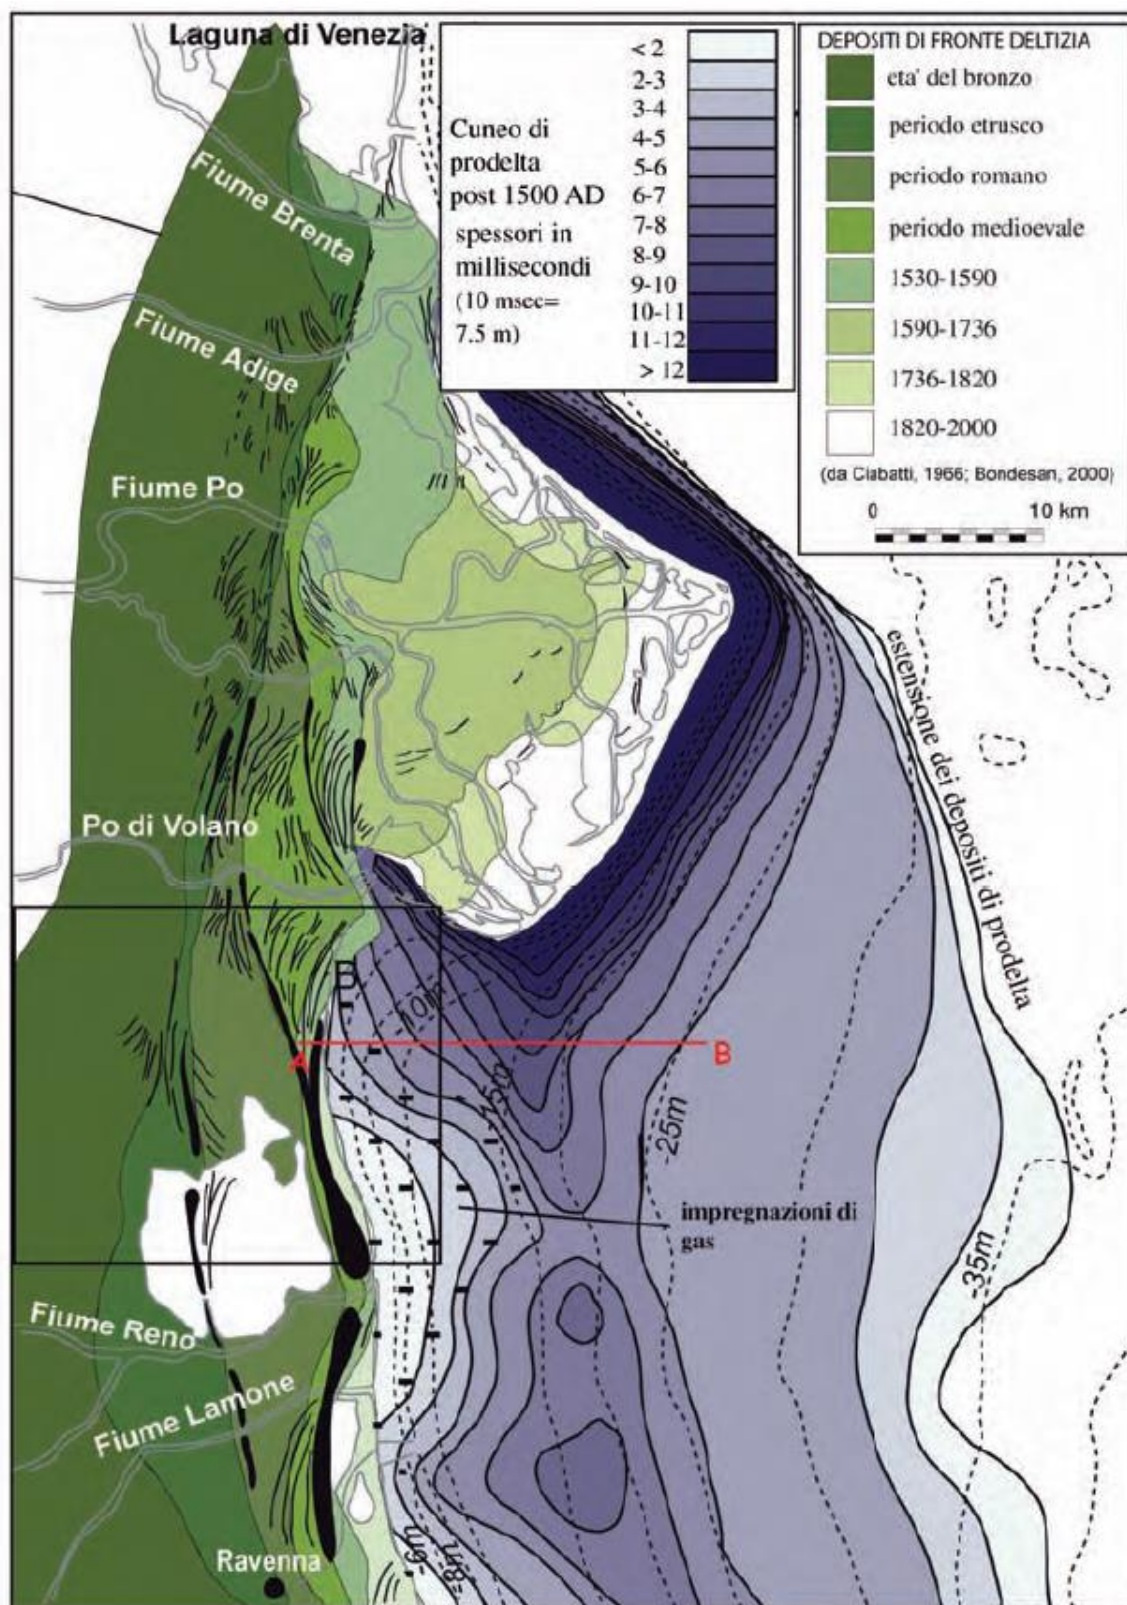 Laguna di Venezia
Cuneo di
prodelta
post 1500 AD
spessori in
millisecondi
(10 msec=
7.5 m)
< 2
2-3
3-4
4-5
5-6
6-7
7-8
8-9
9-10
10-11
11-12
> 12
DEPOSITI DI FRONTE DELTIZIA
eta' del bronzo
periodo etrusco
periodo romano
periodo medioevale
1530-1590
1590-1736
1736-1820
1820-2000
(da Ciabatti, 1966; Bondesan, 2000)
0 10 km
Fiume Brenta
Fiume Adige
Fiume Po
estensione dei depositi di prodelta
Po di Volano
B
-10m
A
B
-15m
-25m
impregnazioni di
gas
-35m
Fiume Reno
Fiume Lamone
-6m
-8m
Ravenna